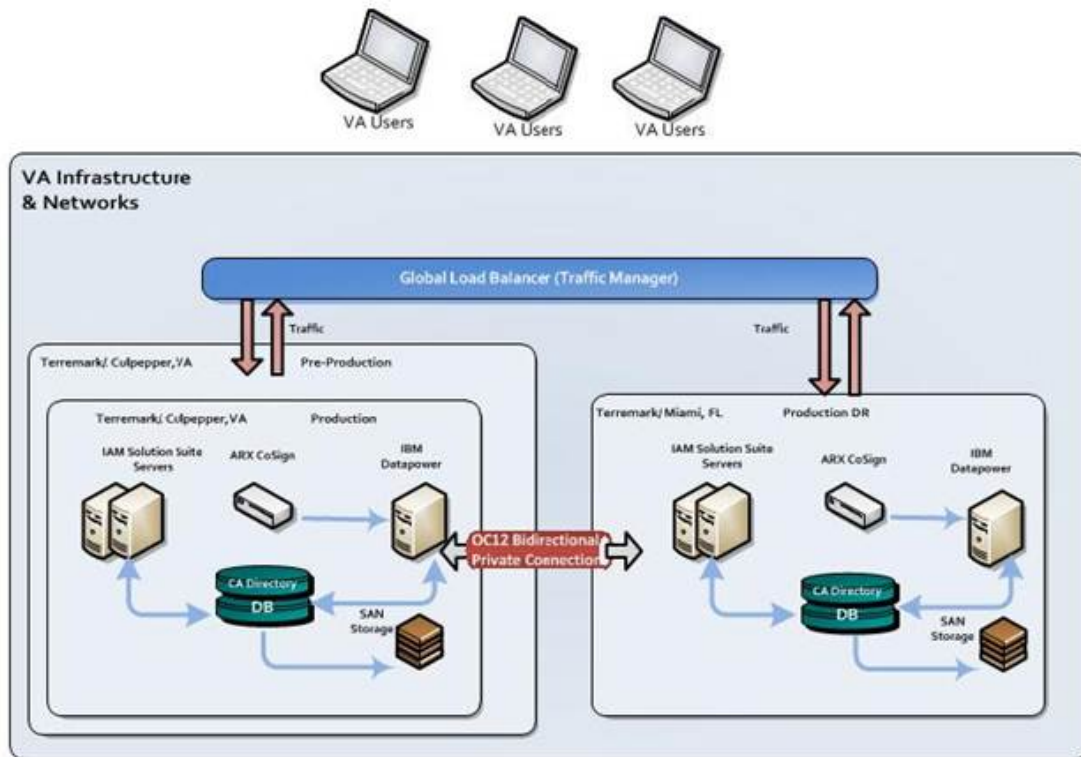 VA Users
VA Users
VA Users
VA Infrastructure
& Networks
Global Load Balancer (Traffic Manager)
Traffic
Traffic
Terremark/. Culpepper, VA
Pre-Production
Terremark/. Culpepper, VA
Production
IAM Solution Suite
Servers
ARX CoSign
IBM
Datapower
CA Directory
DB
SAN
Storage
OC12 Bidirectional
Private Connection
Terremark/ Miami, FL
Production DR
IAM Solution Suite
Servers
ARX CoSign
IBM
Datapower
CA Directory
DB
SAN
Storage